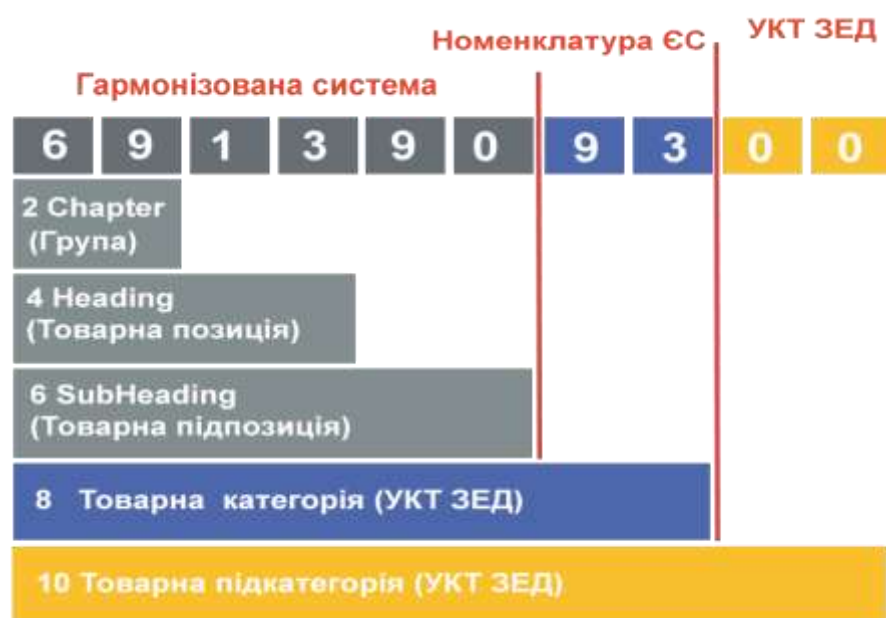 УКТ ЗЕД
Номенклатура ЄС
Гармонізована система
6 9 1 3 9 0 9 3 0 0
2 Chapter
(Група)
4 Heading
(Товарна позиція)
6 SubHeading
(Товарна підпозиція)
8 Товарна категорія (УКТ ЗЕД)
10 Товарна підкатегорія (УКТ ЗЕД)